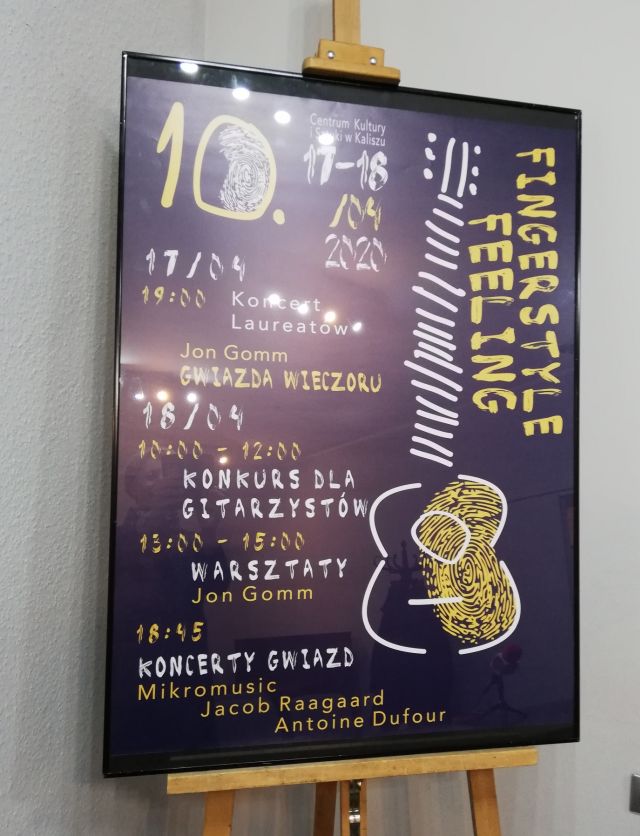 10.
Centrum Kultury
i Sztuki w Kaliszu
17-18
/04
2020
FINGERSTYLE
FEELING
17/04
19:00 Koncert
Laureatów
Jon Gomm
GWIAZDA WIECZORU
18/04
10:00 - 12:00
KONKURS DLA
GITARZYSTÓW
13:00 - 15:00
WARSZTATY
Jon Gomm
18:45
KONCERTY GWIAZD
Mikromusic
Jacob Raagaard
Antoine Dufour